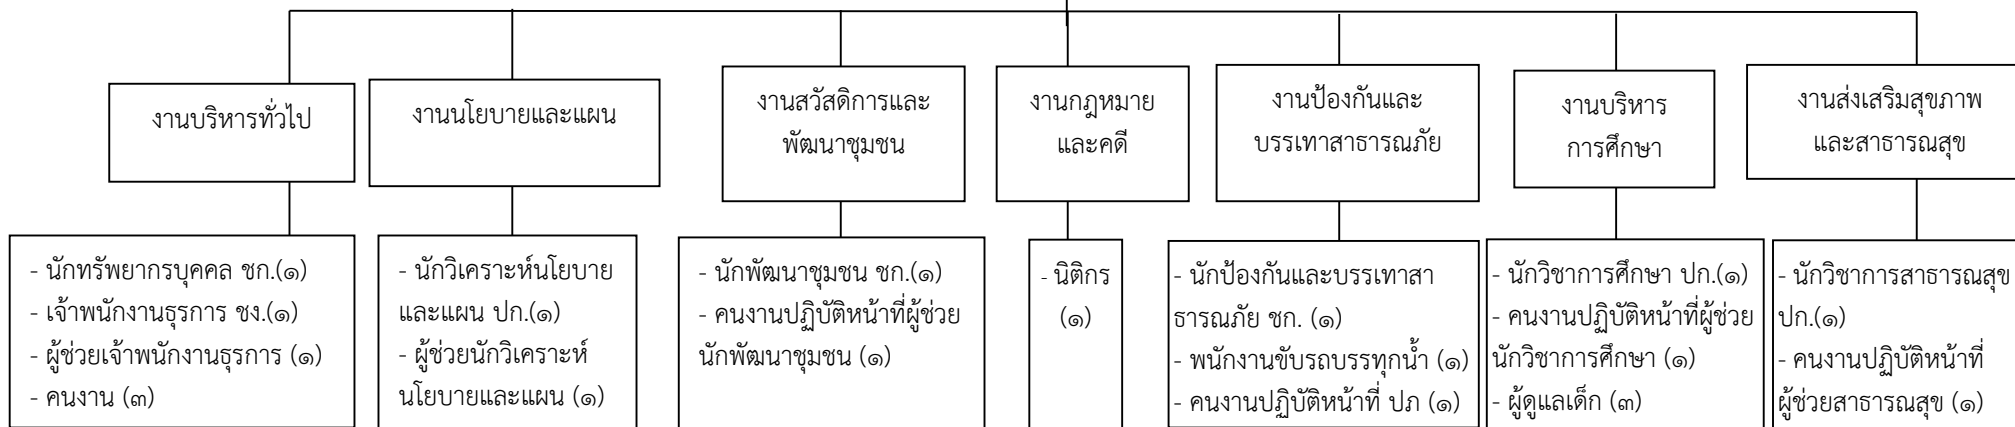 งานบริหารทั่วไป
งานนโยบายและแผน
งานสวัสดิการและ
พัฒนาชุมชน
งานกฎหมาย
และคดี
งานป้องกันและ
บรรเทาสาธารณภัย
งานบริหาร
การศึกษา
งานส่งเสริมสุขภาพ
และสาธารณสุข
- นักทรัพยากรบุคคล ชก.(๑)
- เจ้าพนักงานธุรการ ชง.(๑)
- ผู้ช่วยเจ้าพนักงานธุรการ (๑)
- คนงาน (๓)
- นักวิเคราะห์นโยบาย
และแผน ปก.(๑)
- ผู้ช่วยนักวิเคราะห์
นโยบายและแผน (๑)
- นักพัฒนาชุมชน ชก.(๑)
- คนงานปฏิบัติหน้าที่ผู้ช่วย
นักพัฒนาชุมชน (๑)
- นิติกร
(๑)
- นักป้องกันและบรรเทาสา
ธารณภัย ชก. (๑)
- พนักงานขับรถบรรทุกน้ำ (๑)
- คนงานปฏิบัติหน้าที่ ปภ (๑)
- นักวิชาการศึกษา ปก.(๑)
- คนงานปฏิบัติหน้าที่ผู้ช่วย
นักวิชาการศึกษา (๑)
- ผู้ดูแลเด็ก (๓)
- นักวิชาการสาธารณสุข
ปก.(๑)
- คนงานปฏิบัติหน้าที่
ผู้ช่วยสาธารณสุข (๑)